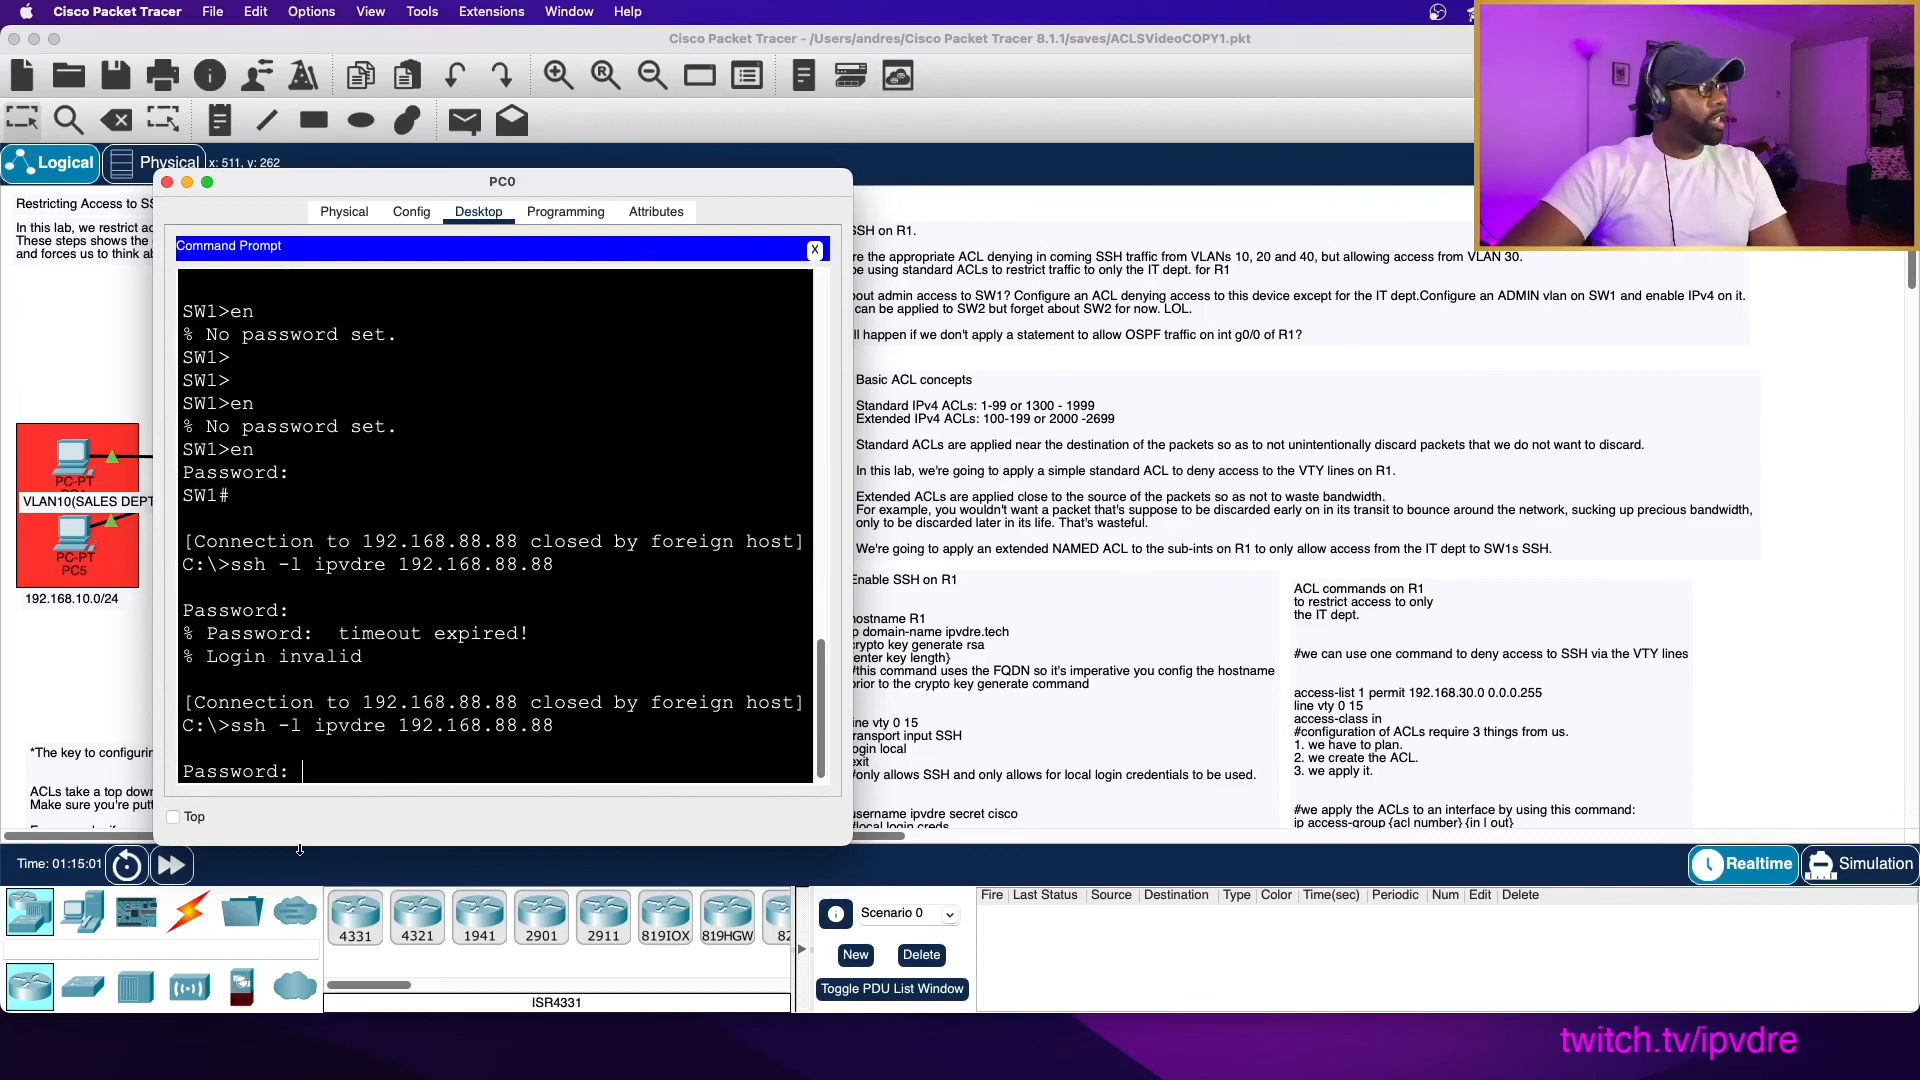 Cisco Packet Tracer File Edit Options View Tools Extensions Window Help
Cisco Packet Tracer - /Users/andres/Cisco Packet Tracer 8.1.1/saves/ACLSVideoCOPY1.pkt
Logical Physical x: 511, y: 262
Restricting Access to SS
In this lab, we restrict ac
These steps shows the
and forces us to think ab
PC0
Physical Config Desktop Programming Attributes
Command Prompt
X
SW1>en
% No password set.
SW1>
SW1>
SW1>en
% No password set.
SW1>en
Password:
SW1#
[Connection to 192.168.88.88 closed by foreign host]
C:\>ssh -l ipvdre 192.168.88.88
Password:
% Password: timeout expired!
% Login invalid
[Connection to 192.168.88.88 closed by foreign host]
C:\>ssh -l ipvdre 192.168.88.88
Password:
Top
SSH on R1.
re the appropriate ACL denying in coming SSH traffic from VLANs 10, 20 and 40, but allowing access from VLAN 30.
be using standard ACLs to restrict traffic to only the IT dept. for R1
out admin access to SW1? Configure an ACL denying access to this device except for the IT dept.Configure an ADMIN vlan on SW1 and enable IPv4 on it.
can be applied to SW2 but forget about SW2 for now. LOL.
ll happen if we don't apply a statement to allow OSPF traffic on int g0/0 of R1?
Basic ACL concepts
Standard IPv4 ACLs: 1-99 or 1300 - 1999
Extended IPv4 ACLs: 100-199 or 2000 -2699
Standard ACLs are applied near the destination of the packets so as to not unintentionally discard packets that we do not want to discard.
In this lab, we're going to apply a simple standard ACL to deny access to the VTY lines on R1.
Extended ACLs are applied close to the source of the packets so as not to waste bandwidth.
For example, you wouldn't want a packet that's suppose to be discarded early on in its transit to bounce around the network, sucking up precious bandwidth,
only to be discarded later in its life. That's wasteful.
We're going to apply an extended NAMED ACL to the sub-ints on R1 to only allow access from the IT dept to SW1s SSH.
Enable SSH on R1
hostname R1
ip domain-name ipvdre.tech
crypto key generate rsa
{enter key length}
#this command uses the FQDN so it's imperative you config the hostname
prior to the crypto key generate command
line vty 0 15
transport input SSH
login local
exit
#only allows SSH and only allows for local login credentials to be used.
username ipvdre secret cisco
#local login creds
ACL commands on R1
to restrict access to only
the IT dept.
#we can use one command to deny access to SSH via the VTY lines
access-list 1 permit 192.168.30.0 0.0.0.255
line vty 0 15
access-class in
#configuration of ACLs require 3 things from us.
1. we have to plan.
2. we create the ACL.
3. we apply it.
#we apply the ACLs to an interface by using this command:
ip access-group {acl number} {in | out}
PC-PT
VLAN10(SALES DEPT
PC-PT
PC5
192.168.10.0/24
*The key to configurin
ACLs take a top down
Make sure you're putt
Time: 01:15:01
Realtime Simulation
4331 4321 1941 2901 2911 819IOX 819HGW 82
ISR4331
Scenario 0
New Delete
Toggle PDU List Window
Fire Last Status Source Destination Type Color Time(sec) Periodic Num Edit Delete
twitch.tv/ipvdre